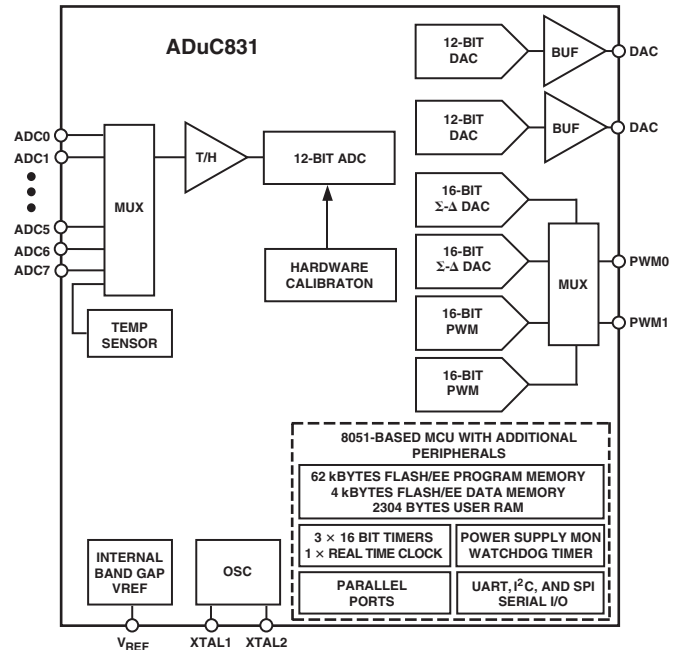 ADuC831
12-BIT
DAC
BUF
DAC
12-BIT
DAC
BUF
DAC
ADC0
ADC1
ADC5
ADC6
ADC7
MUX
T/H
12-BIT ADC
HARDWARE
CALIBRATON
TEMP
SENSOR
16-BIT
Σ-Δ DAC
16-BIT
Σ-Δ DAC
16-BIT
PWM
16-BIT
PWM
MUX
PWM0
PWM1
8051-BASED MCU WITH ADDITIONAL
PERIPHERALS
62 kBYTES FLASH/EE PROGRAM MEMORY
4 kBYTES FLASH/EE DATA MEMORY
2304 BYTES USER RAM
3 × 16 BIT TIMERS
1 × REAL TIME CLOCK
POWER SUPPLY MON
WATCHDOG TIMER
PARALLEL
PORTS
UART, I²C, AND SPI
SERIAL I/O
INTERNAL
BAND GAP
VREF
OSC
VREF
XTAL1
XTAL2